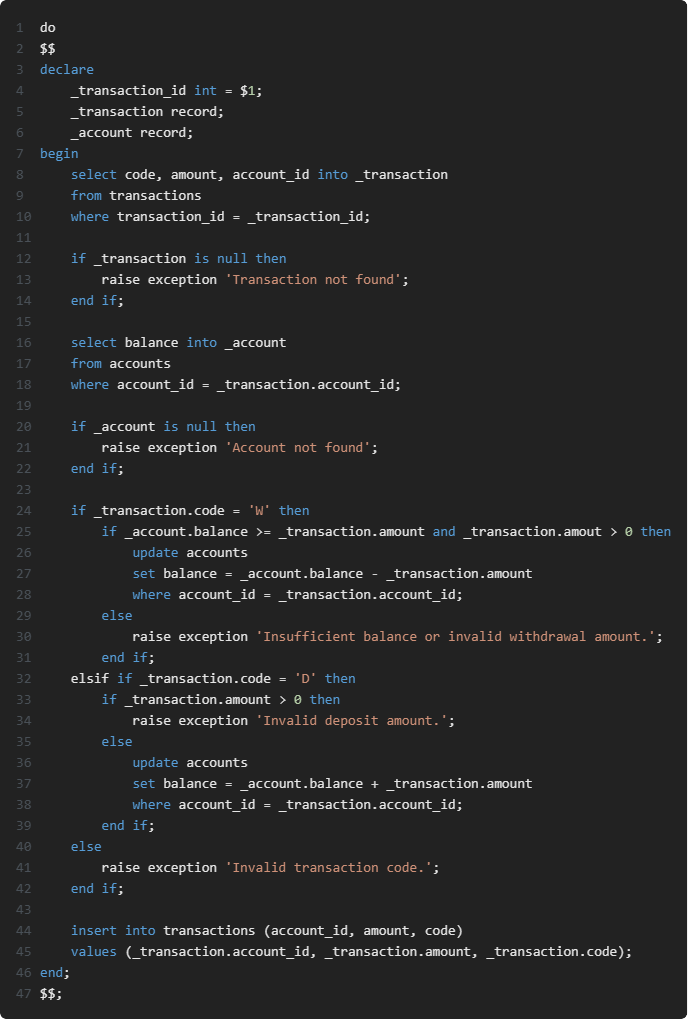 1 do
2 $$
3 declare
4     _transaction_id int = $1;
5     _transaction record;
6     _account record;
7 begin
8     select code, amount, account_id into _transaction
9     from transactions
10     where transaction_id = _transaction_id;
11
12     if _transaction is null then
13         raise exception 'Transaction not found';
14     end if;
15
16     select balance into _account
17     from accounts
18     where account_id = _transaction.account_id;
19
20     if _account is null then
21         raise exception 'Account not found';
22     end if;
23
24     if _transaction.code = 'W' then
25         if _account.balance >= _transaction.amount and _transaction.amout > 0 then
26             update accounts
27             set balance = _account.balance - _transaction.amount
28             where account_id = _transaction.account_id;
29         else
30             raise exception 'Insufficient balance or invalid withdrawal amount.';
31         end if;
32     elsif if _transaction.code = 'D' then
33         if _transaction.amount > 0 then
34             raise exception 'Invalid deposit amount.';
35         else
36             update accounts
37             set balance = _account.balance + _transaction.amount
38             where account_id = _transaction.account_id;
39         end if;
40     else
41         raise exception 'Invalid transaction code.';
42     end if;
43
44     insert into transactions (account_id, amount, code)
45     values (_transaction.account_id, _transaction.amount, _transaction.code);
46 end;
47 $$;